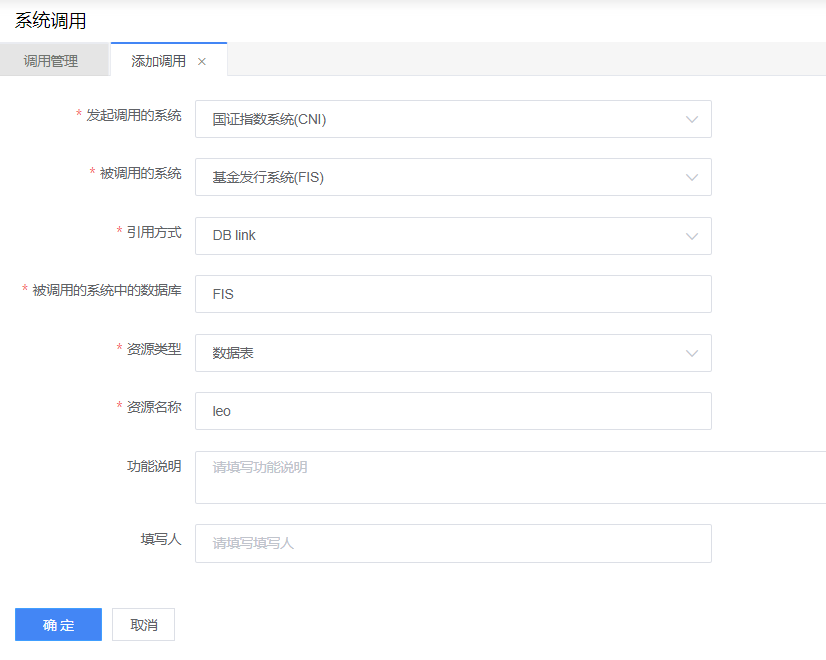 系统调用
调用管理 添加调用 ×
* 发起调用的系统 国证指数系统(CNI)
* 被调用的系统 基金发行系统(FIS)
* 引用方式 DB link
* 被调用的系统中的数据库 FIS
* 资源类型 数据表
* 资源名称 leo
功能说明 请填写功能说明
填写人 请填写填写人
确 定 取消